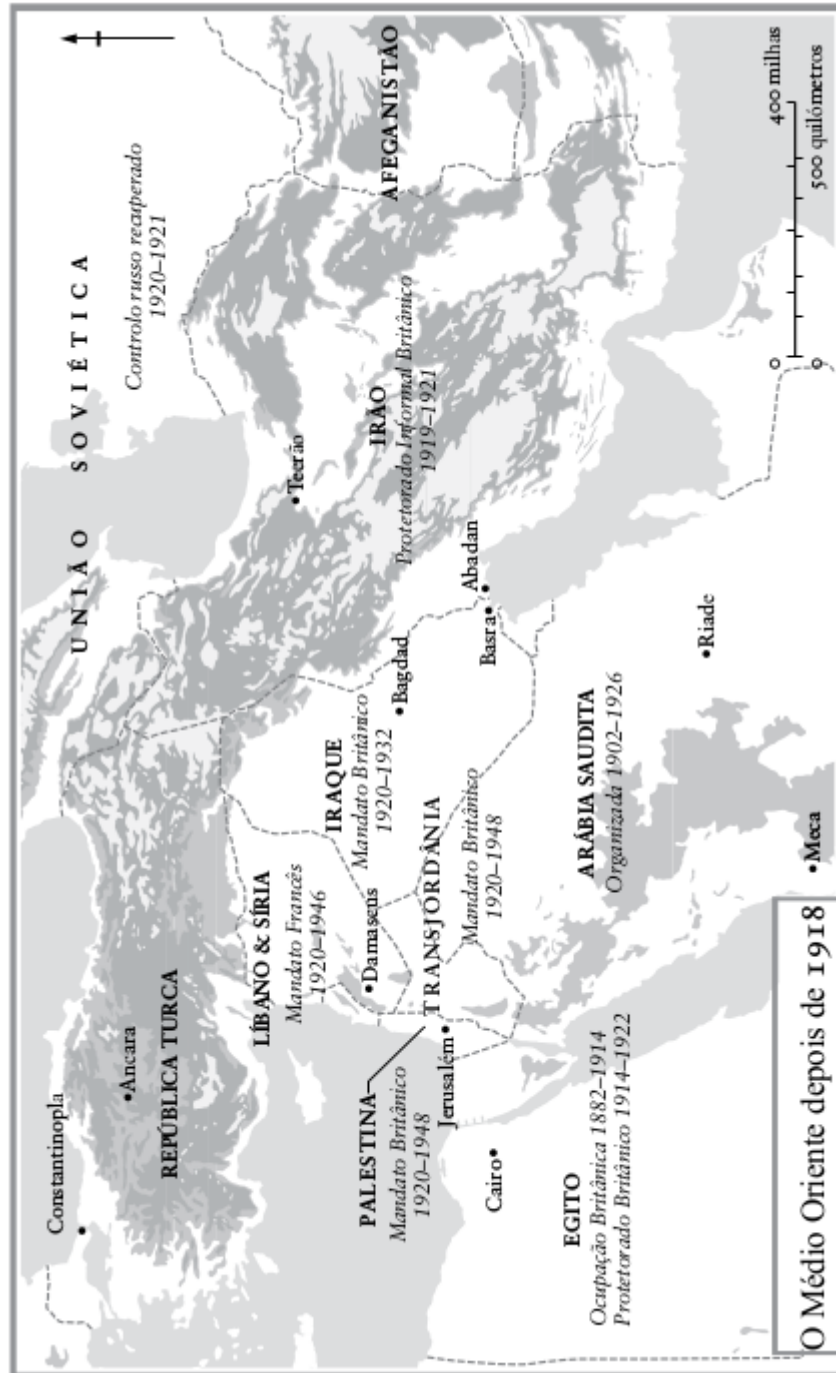 UNIÃO SOVIÉTICA
Controlo russo recuperado
1920–1921
Constantinopla
Ancara
REPÚBLICA TURCA
Teerão
AFEGANISTÃO
LÍBANO & SÍRIA
Mandato Francês
1920–1946
IRAQUE
Mandato Britânico
1920–1932
Bagdad
IRÃO
Protetorado Informal Britânico
1919–1921
Damascus
PALESTINA
Mandato Britânico
1920–1948
TRANSJORDÂNIA
Mandato Britânico
1920–1948
Jerusalém
Abadan
Basra
Cairo
EGITO
Ocupação Britânica 1882–1914
Protetorado Britânico 1914–1922
ARÁBIA SAUDITA
Organizada 1902–1926
Riade
Meca
0 400 milhas
0 500 quilómetros
O Médio Oriente depois de 1918